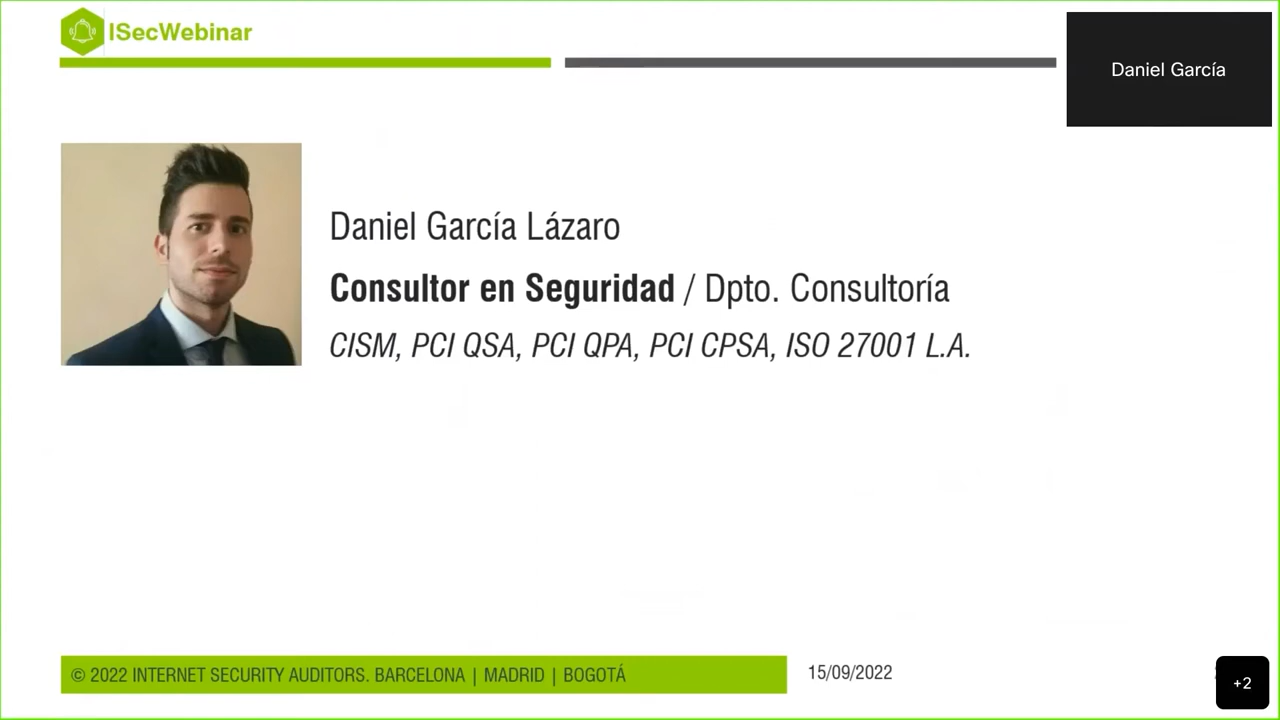 ISecWebinar
Daniel García
Daniel García Lázaro
Consultor en Seguridad / Dpto. Consultoría
CISM, PCI QSA, PCI QPA, PCI CPSA, ISO 27001 L.A.
© 2022 INTERNET SECURITY AUDITORS. BARCELONA | MADRID | BOGOTÁ
15/09/2022
+2